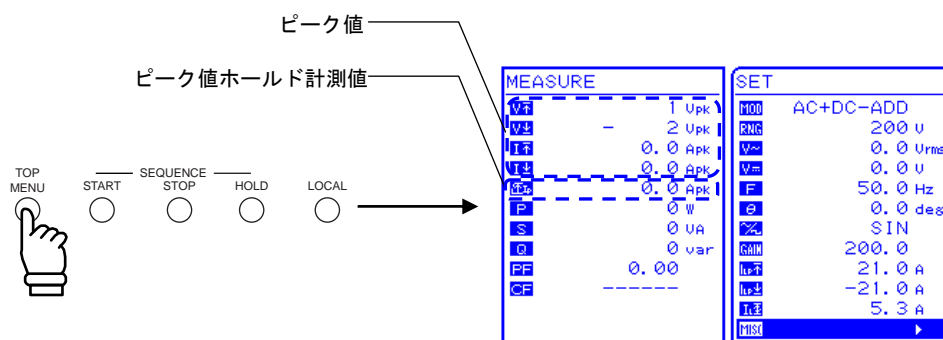 ピーク値
ピーク値ホールド計測値
TOP
MENU
SEQUENCE
START
STOP
HOLD
LOCAL
MEASURE
V 1 Vpk
V - 2 Vpk
I 0.0 Apk
I 0.0 Apk
0.0 Apk
P 0 W
S 0 VA
Q 0 var
PF 0.00
CF ------
SET
MOD AC+DC-ADD
RNG 200 V
V~ 0.0 Vrms
V 0.0 V
F 50.0 Hz
θ 0.0 deg
SIN
GAIN 200.0
21.0 A
-21.0 A
5.3 A
MISC